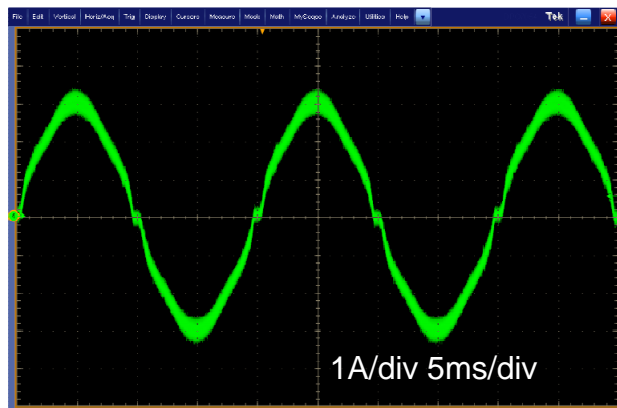 File Edit Vertical Horiz/Acq Trig Display Cursors Measure Mask Math MyScope Analyze Utilities Help Tek
1A/div 5ms/div